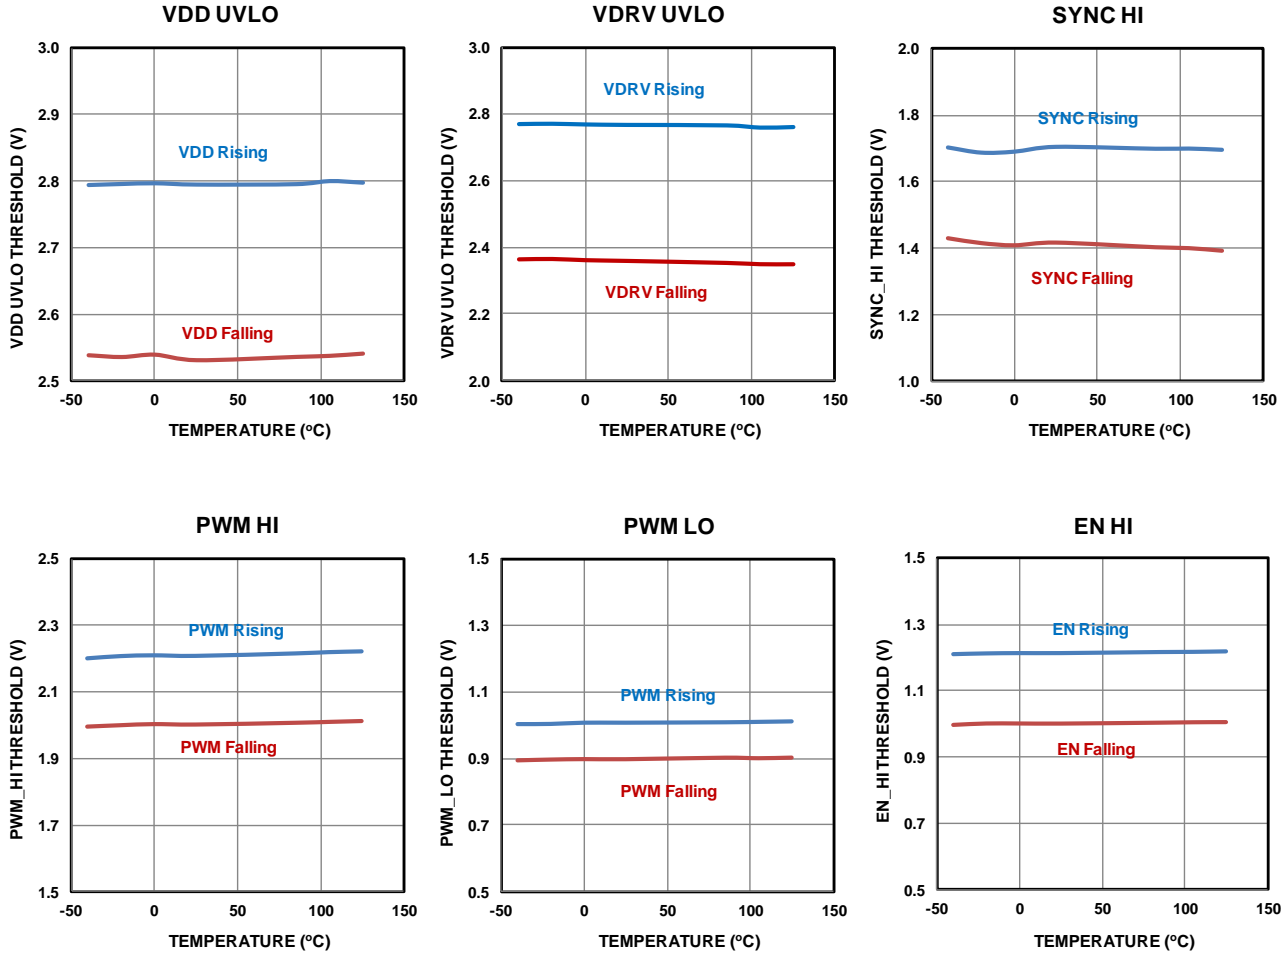 VDD UVLO
3.0
2.9
2.8
2.7
2.6
2.5
VDD UVLO THRESHOLD (V)
VDD Rising
VDD Falling
-50 0 50 100 150
TEMPERATURE (ºC)
VDRV UVLO
3.0
2.8
2.6
2.4
2.2
2.0
VDRV UVLO THRESHOLD (V)
VDRV Rising
VDRV Falling
-50 0 50 100 150
TEMPERATURE (ºC)
SYNC HI
2.0
1.8
1.6
1.4
1.2
1.0
SYNC_HI THRESHOLD (V)
SYNC Rising
SYNC Falling
-50 0 50 100 150
TEMPERATURE (ºC)
PWM HI
2.5
2.3
2.1
1.9
1.7
1.5
PWM_HI THRESHOLD (V)
PWM Rising
PWM Falling
-50 0 50 100 150
TEMPERATURE (ºC)
PWM LO
1.5
1.3
1.1
0.9
0.7
0.5
PWM_LO THRESHOLD (V)
PWM Rising
PWM Falling
-50 0 50 100 150
TEMPERATURE (ºC)
EN HI
1.5
1.3
1.1
0.9
0.7
0.5
EN_HI THRESHOLD (V)
EN Rising
EN Falling
-50 0 50 100 150
TEMPERATURE (ºC)